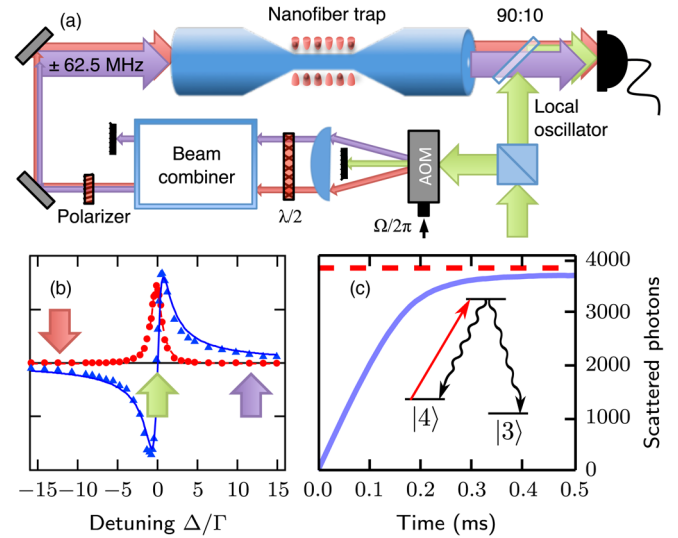 (a)
Nanofiber trap
90:10
± 62.5 MHz
Local
oscillator
Beam
combiner
AOM
Polarizer
λ/2
Ω/2π
(b)
−15
−10
−5
0
5
10
15
Detuning Δ/Γ
(c)
|4⟩
|3⟩
4000
3000
2000
1000
0
Scattered photons
0.0
0.1
0.2
0.3
0.4
0.5
Time (ms)